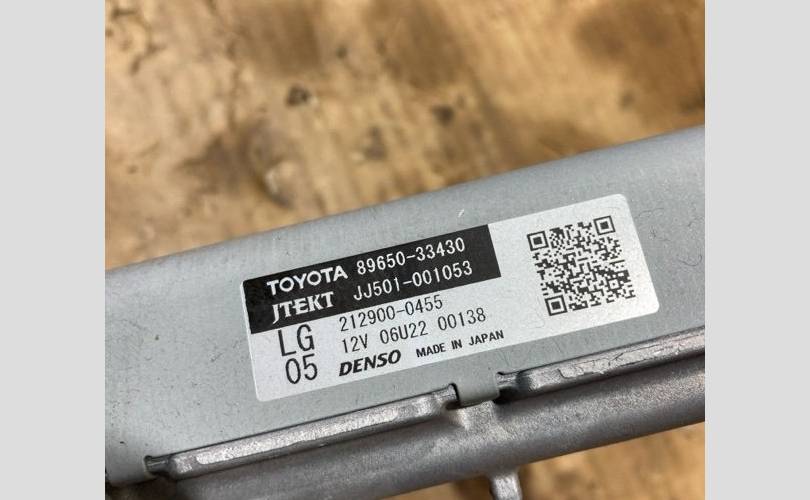 TOYOTA 89650-33430
JTEKT JJ501-001053
LG 212900-0455
05 12V 06U22 00138
DENSO MADE IN JAPAN